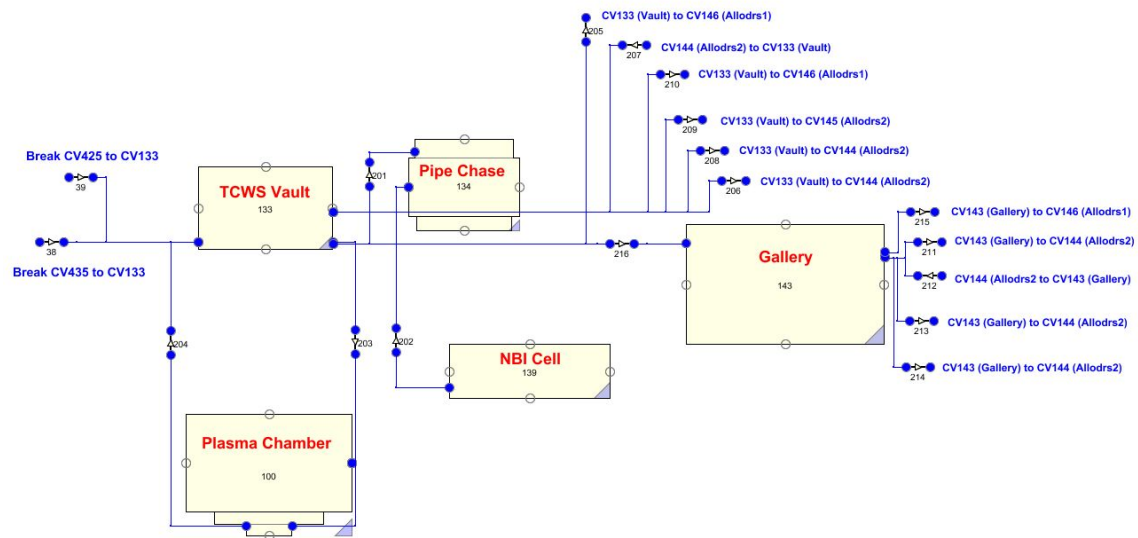 CV133 (Vault) to CV146 (Allodrs1)
205
CV144 (Allodrs2) to CV133 (Vault)
207
CV133 (Vault) to CV146 (Allodrs1)
210
CV133 (Vault) to CV145 (Allodrs2)
209
CV133 (Vault) to CV144 (Allodrs2)
208
CV133 (Vault) to CV144 (Allodrs2)
206
Break CV425 to CV133
39
TCWS Vault
133
201
Pipe Chase
134
38
Break CV435 to CV133
216
Gallery
143
CV143 (Gallery) to CV146 (Allodrs1)
215
CV143 (Gallery) to CV144 (Allodrs2)
211
CV144 (Allodrs2 to CV143 (Gallery)
212
CV143 (Gallery) to CV144 (Allodrs2)
213
CV143 (Gallery) to CV144 (Allodrs2)
214
204
203
202
NBI Cell
139
Plasma Chamber
100